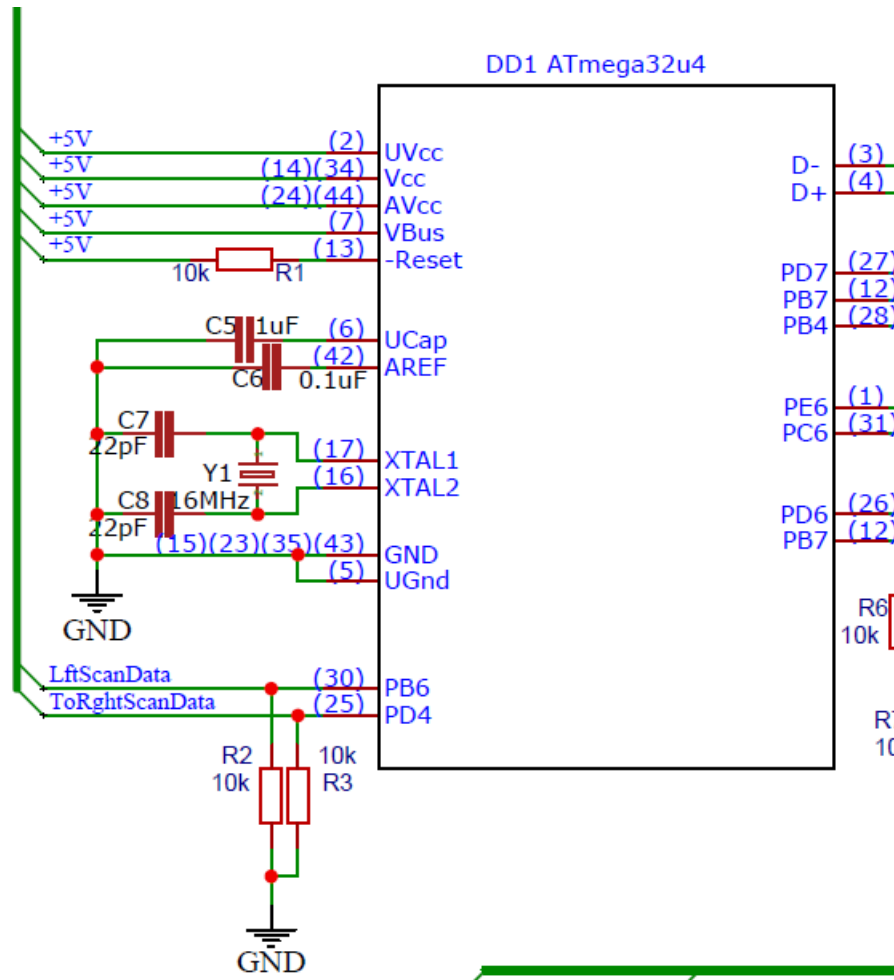 DD1 ATmega32u4
+5V (2) UVcc
+5V (14)(34) Vcc
+5V (24)(44) AVcc
+5V (7) VBus
+5V (13) -Reset
10k R1
C5 1uF (6) UCap
C6 0.1uF (42) AREF
C7
22pF
(17) XTAL1
Y1 (16) XTAL2
C8 16MHz
22pF
(15)(23)(35)(43) GND
(5) UGnd
GND
LftScanData (30) PB6
ToRghtScanData (25) PD4
R2 10k
10k R3
GND
D- (3)
D+ (4)
PD7 (27)
PB7 (12)
PB4 (28)
PE6 (1)
PC6 (31)
PD6 (26)
PB7 (12)
R6
10k